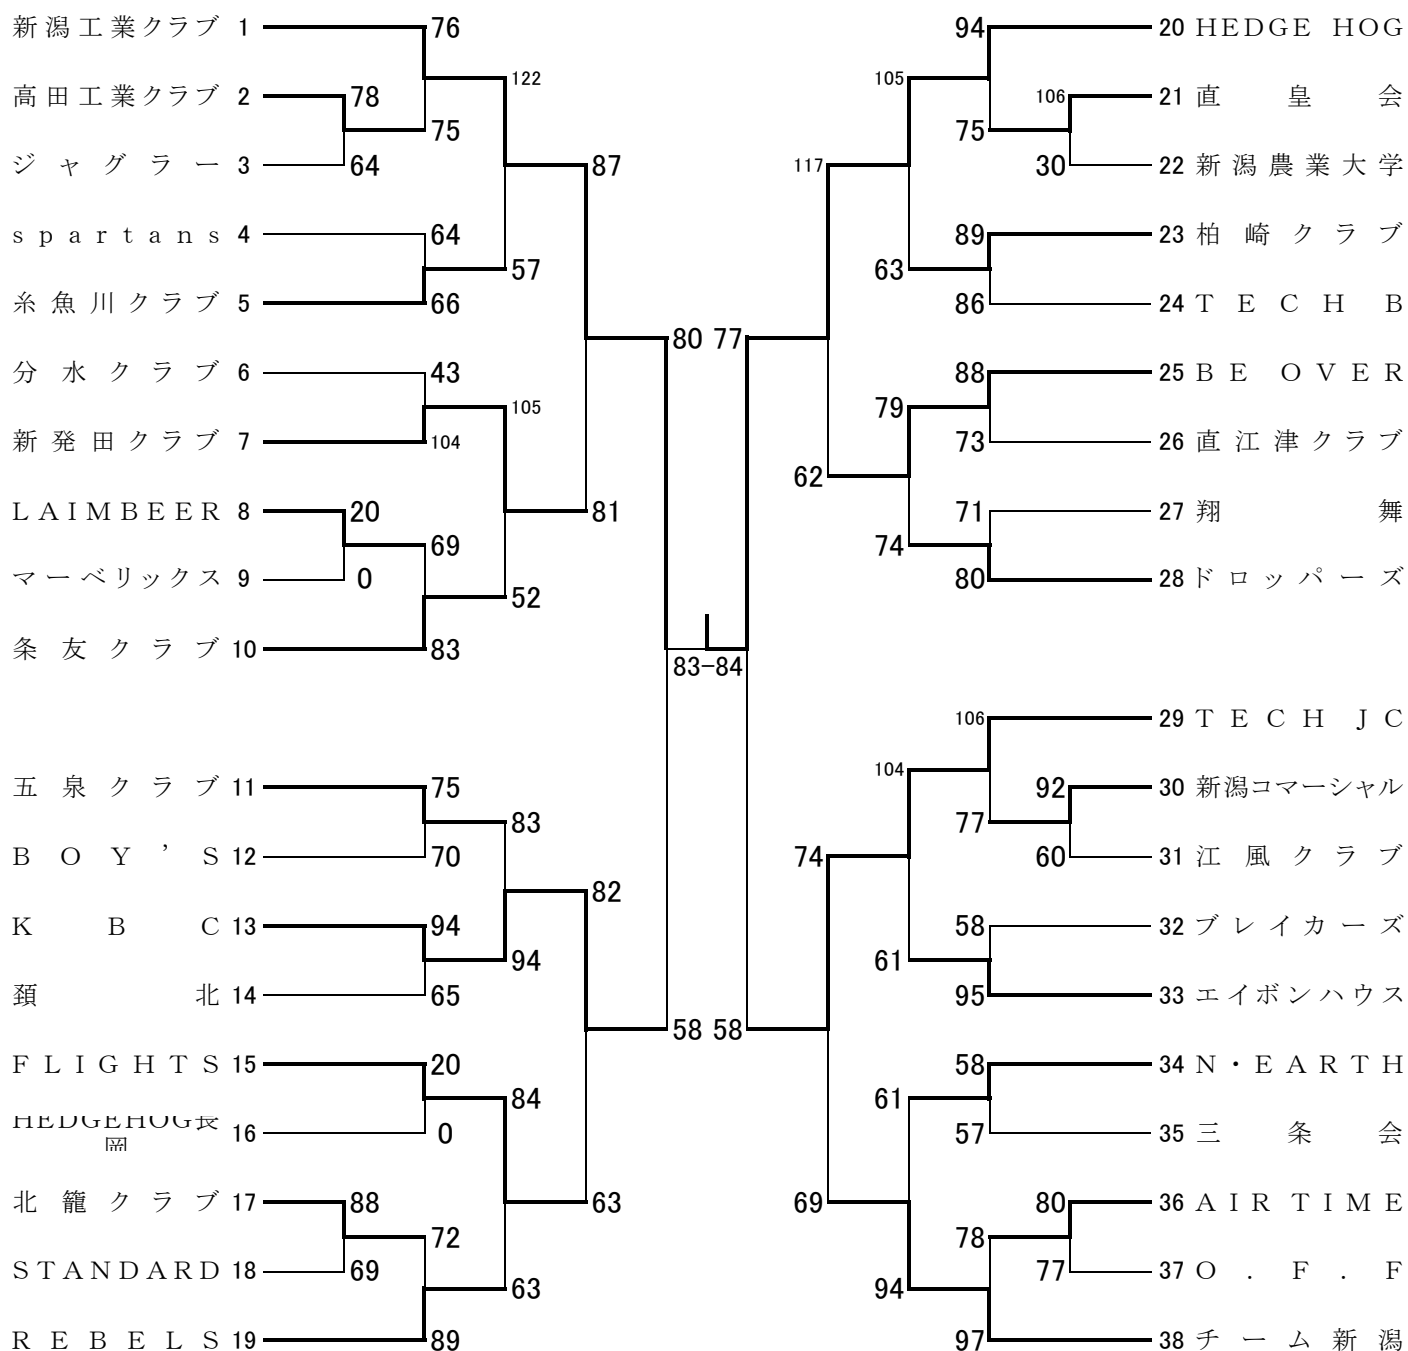 新潟工業クラブ 1 76 94 20 HEDGE HOG
122 105
高田工業クラブ 2 78 106 21 直皇会
75 75
ジャグラー 3 64 87 117 30 22 新潟農業大学
spartans 4 64 89 23 柏崎クラブ
57 63
糸魚川クラブ 5 66 86 24 TECH B
80 77
分水クラブ 6 43 88 25 BE OVER
105 79
新発田クラブ 7 104 73 26 直江津クラブ
62
LAIMBEER 8 20 81 71 27 翔舞
69 74
マーベリックス 9 0 80 28 ドロッパーズ
52
条友クラブ 10 83
83-84
106 29 TECH JC
104
五泉クラブ 11 75 92 30 新潟コマーシャル
83 77
BOY'S 12 70 74 60 31 江風クラブ
82
KBC 13 94 58 32 ブレイカーズ
94 61
頚北 14 65 95 33 エイボンハウス
58 58
FLIGHTS 15 20 58 34 N・EARTH
84 61
HEDGEHOG長
岡
16 0 57 35 三条会
北籠クラブ 17 88 63 69 80 36 AIR TIME
72 78
STANDARD 18 69 77 37 O.F.F
63 94
REBELS 19 89 97 38 チーム新潟